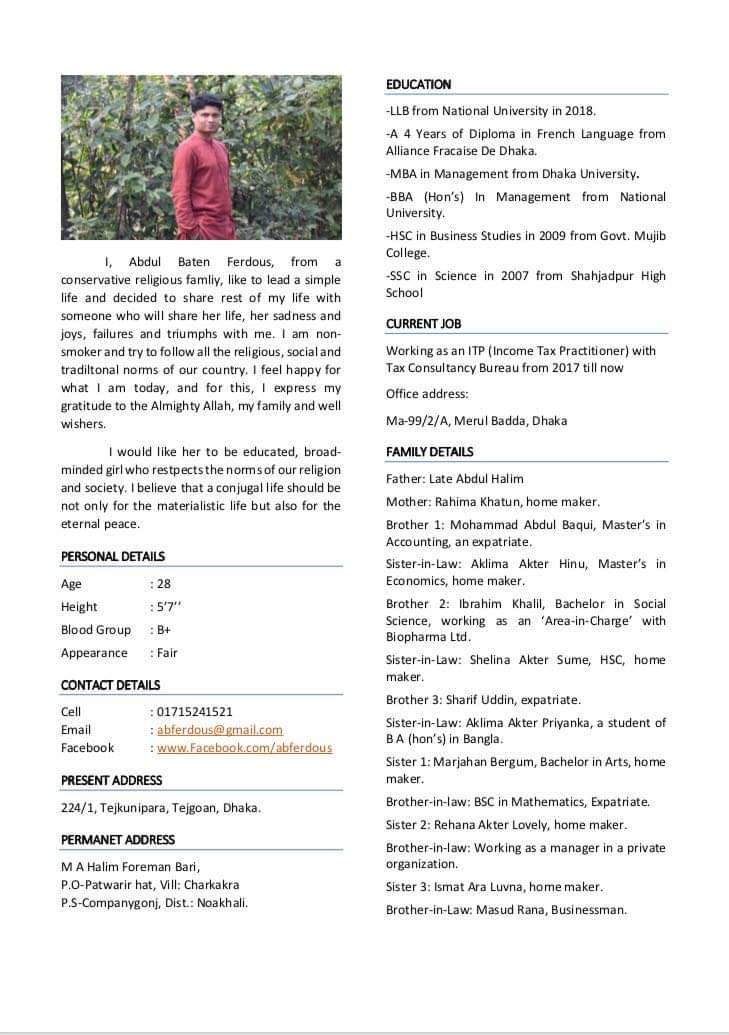 I, Abdul Baten Ferdous, from a
conservative religious famliy, like to lead a simple
life and decided to share rest of my life with
someone who will share her life, her sadness and
joys, failures and triumphs with me. I am non-
smoker and try to follow all the religious, social and
tradiltonal norms of our country. I feel happy for
what I am today, and for this, I express my
gratitude to the Almighty Allah, my family and well
wishers.
I would like her to be educated, broad-
minded girl who restpects the norms of our religion
and society. I believe that a conjugal life should be
not only for the materialistic life but also for the
eternal peace.
PERSONAL DETAILS
Age : 28
Height : 5’7’’
Blood Group : B+
Appearance : Fair
CONTACT DETAILS
Cell : 01715241521
Email : abferdous@gmail.com
Facebook : www.Facebook.com/abferdous
PRESENT ADDRESS
224/1, Tejkunipara, Tejgoan, Dhaka.
PERMANET ADDRESS
M A Halim Foreman Bari,
P.O-Patwarir hat, Vill: Charkakra
P.S-Companygonj, Dist.: Noakhali.
EDUCATION
-LLB from National University in 2018.
-A 4 Years of Diploma in French Language from
Alliance Fracaise De Dhaka.
-MBA in Management from Dhaka University.
-BBA (Hon’s) In Management from National
University.
-HSC in Business Studies in 2009 from Govt. Mujib
College.
-SSC in Science in 2007 from Shahjadpur High
School
CURRENT JOB
Working as an ITP (Income Tax Practitioner) with
Tax Consultancy Bureau from 2017 till now
Office address:
Ma-99/2/A, Merul Badda, Dhaka
FAMILY DETAILS
Father: Late Abdul Halim
Mother: Rahima Khatun, home maker.
Brother 1: Mohammad Abdul Baqui, Master’s in
Accounting, an expatriate.
Sister-in-Law: Aklima Akter Hinu, Master’s in
Economics, home maker.
Brother 2: Ibrahim Khalil, Bachelor in Social
Science, working as an ‘Area-in-Charge’ with
Biopharma Ltd.
Sister-in-Law: Shelina Akter Sume, HSC, home
maker.
Brother 3: Sharif Uddin, expatriate.
Sister-in-Law: Aklima Akter Priyanka, a student of
B A (hon’s) in Bangla.
Sister 1: Marjahan Bergum, Bachelor in Arts, home
maker.
Brother-in-law: BSC in Mathematics, Expatriate.
Sister 2: Rehana Akter Lovely, home maker.
Brother-in-law: Working as a manager in a private
organization.
Sister 3: Ismat Ara Luvna, home maker.
Brother-in-Law: Masud Rana, Businessman.